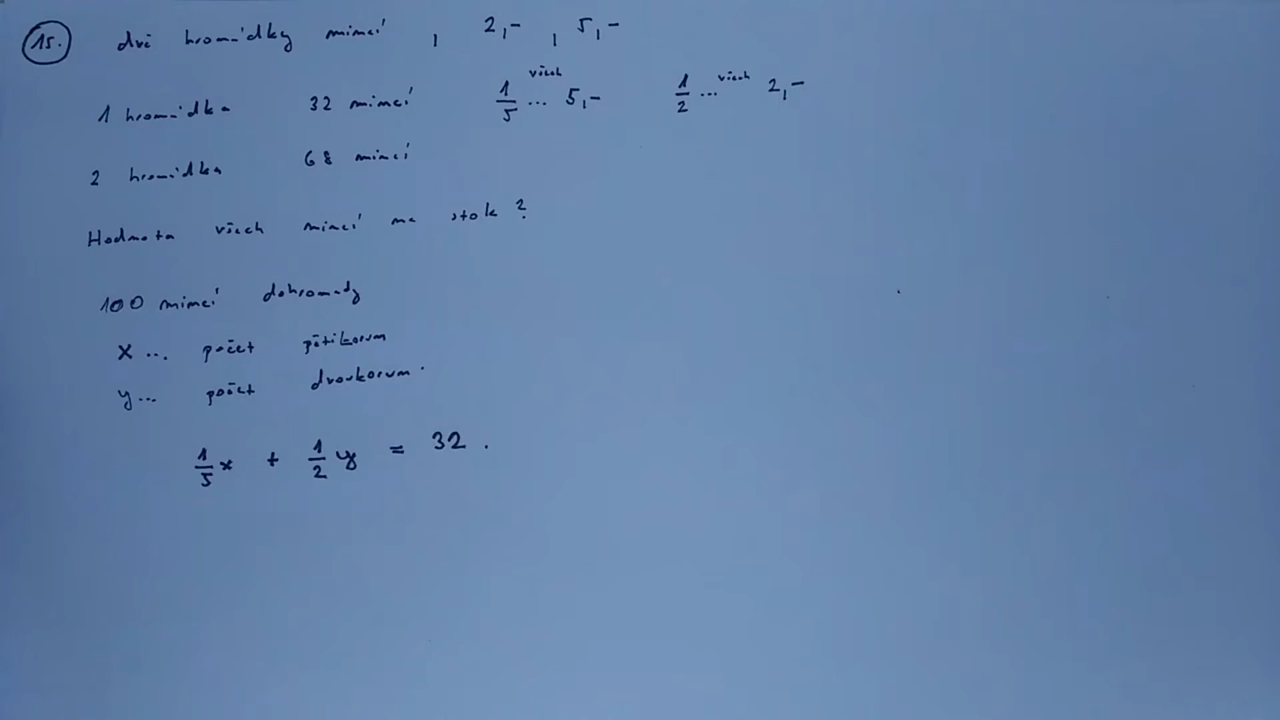 15. dvě hromádky mincí , 2,- , 5,-
1 hromádka 32 mincí 1/5 ... všech 5,- 1/2 ... všech 2,-
2 hromádka 68 mincí
Hodnota všech mincí na stole ?
100 mincí dohromady
x ... počet pětikorun
y ... počet dvoukorun.
1/5 x + 1/2 y = 32 .